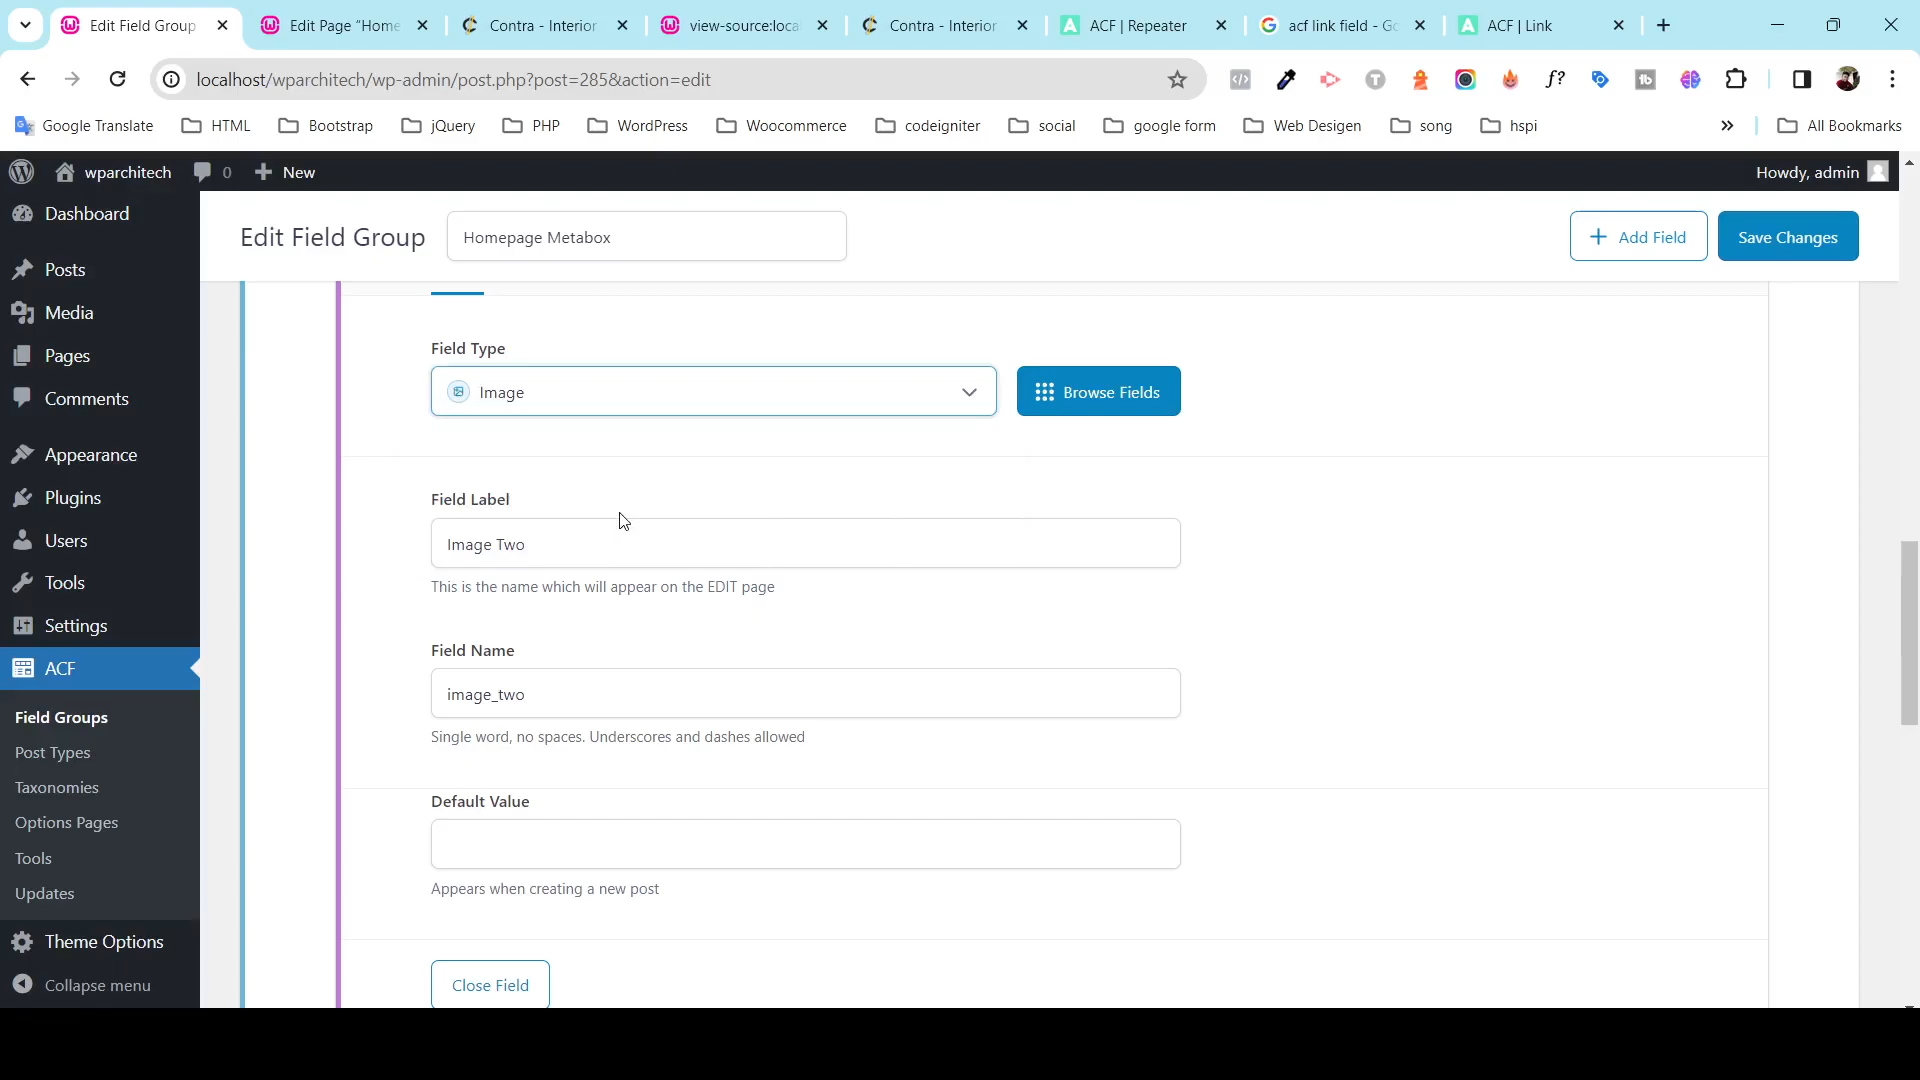 Edit Field Group
Edit Page "Home
Contra - Interior
view-source:loca
Contra - Interior
ACF | Repeater
acf link field - Go
ACF | Link
localhost/wparchitech/wp-admin/post.php?post=285&action=edit
Google Translate
HTML
Bootstrap
jQuery
PHP
WordPress
Woocommerce
codeigniter
social
google form
Web Desigen
song
hspi
All Bookmarks
wparchitech
0
New
Howdy, admin
Dashboard
Posts
Media
Pages
Comments
Appearance
Plugins
Users
Tools
Settings
ACF
Field Groups
Post Types
Taxonomies
Options Pages
Tools
Updates
Theme Options
Collapse menu
Edit Field Group
Homepage Metabox
Add Field
Save Changes
Field Type
Image
Browse Fields
Field Label
Image Two
This is the name which will appear on the EDIT page
Field Name
image_two
Single word, no spaces. Underscores and dashes allowed
Default Value
Appears when creating a new post
Close Field